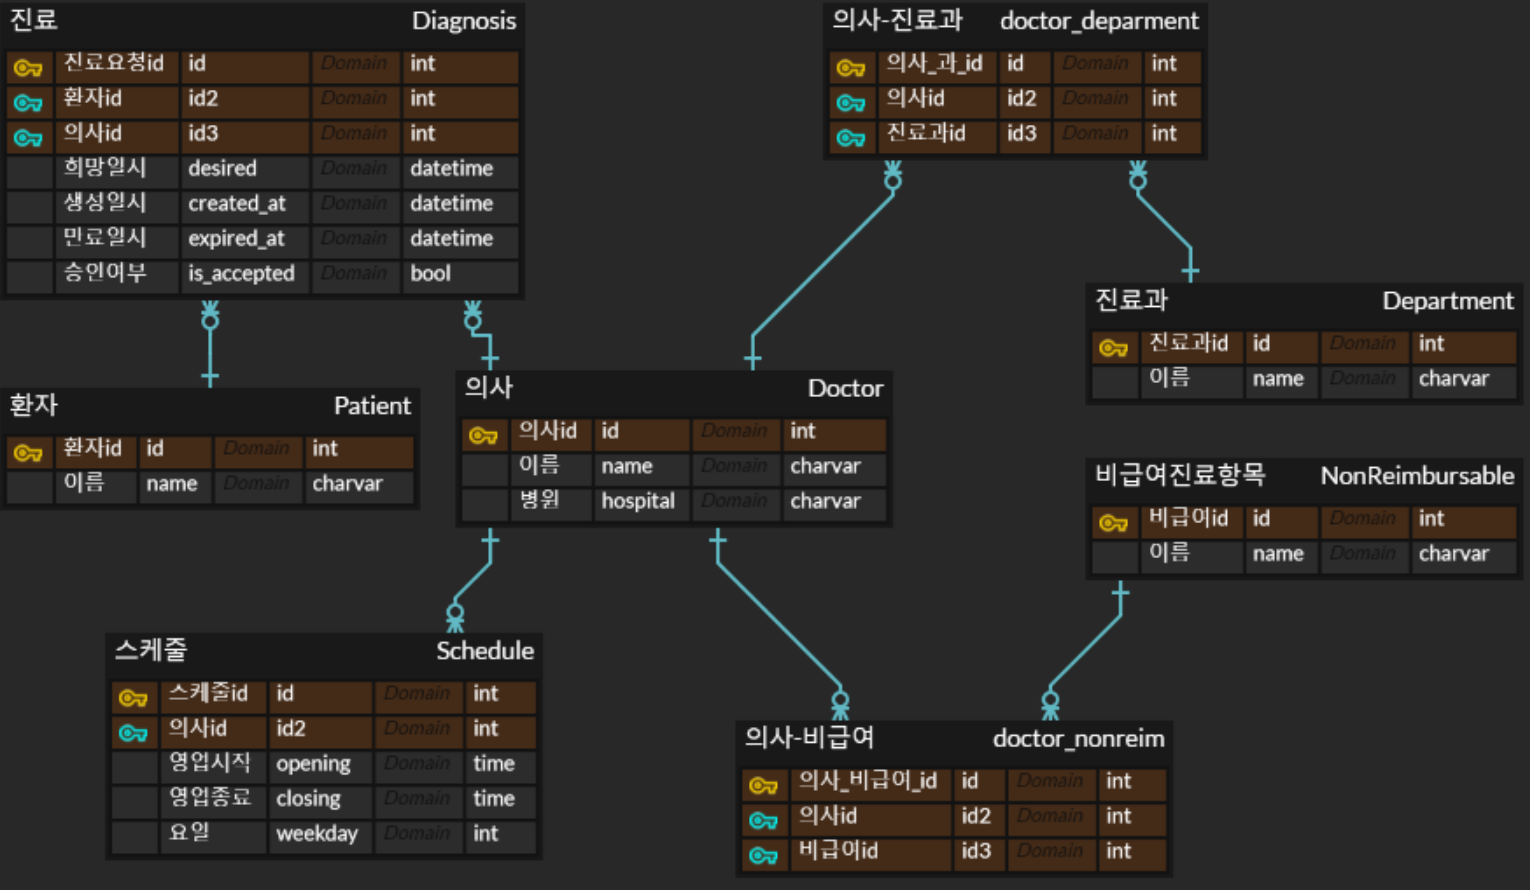 진료 Diagnosis
진료요청id id Domain int
환자id id2 Domain int
의사id id3 Domain int
희망일시 desired Domain datetime
생성일시 created_at Domain datetime
만료일시 expired_at Domain datetime
승인여부 is_accepted Domain bool
의사-진료과 doctor_deparment
의사_과_id id Domain int
의사id id2 Domain int
진료과id id3 Domain int
진료과 Department
진료과id id Domain int
이름 name Domain charvar
환자 Patient
환자id id Domain int
이름 name Domain charvar
의사 Doctor
의사id id Domain int
이름 name Domain charvar
병원 hospital Domain charvar
비급여진료항목 NonReimbursable
비급여id id Domain int
이름 name Domain charvar
스케줄 Schedule
스케줄id id Domain int
의사id id2 Domain int
영업시작 opening Domain time
영업종료 closing Domain time
요일 weekday Domain int
의사-비급여 doctor_nonreim
의사_비급여_id id Domain int
의사id id2 Domain int
비급여id id3 Domain int